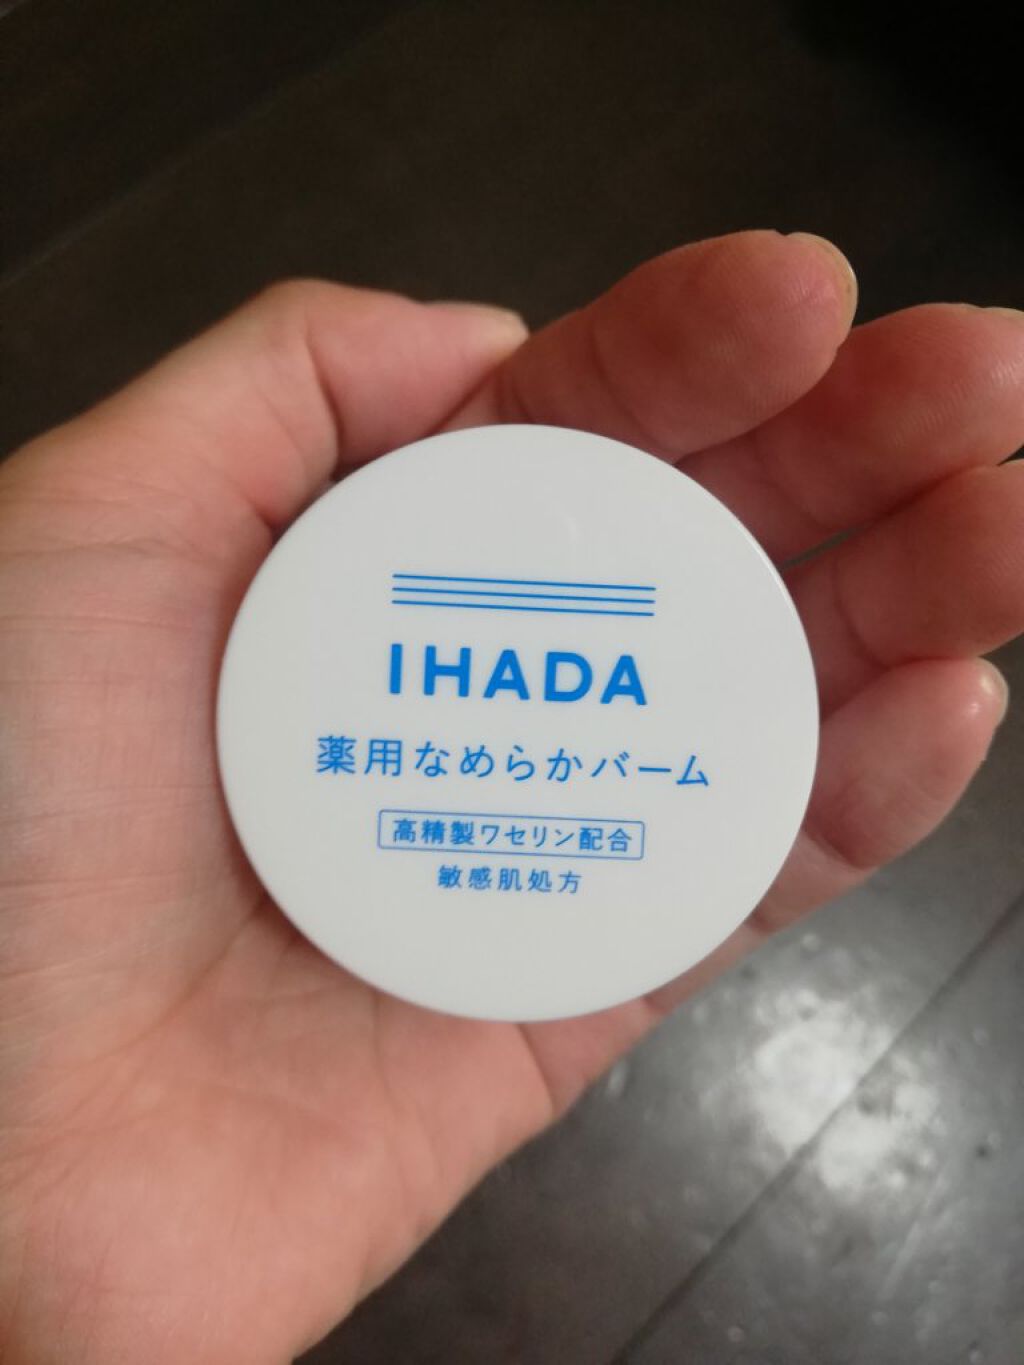 IHADA
薬用なめらかバーム
高精製ワセリン配合
敏感肌処方